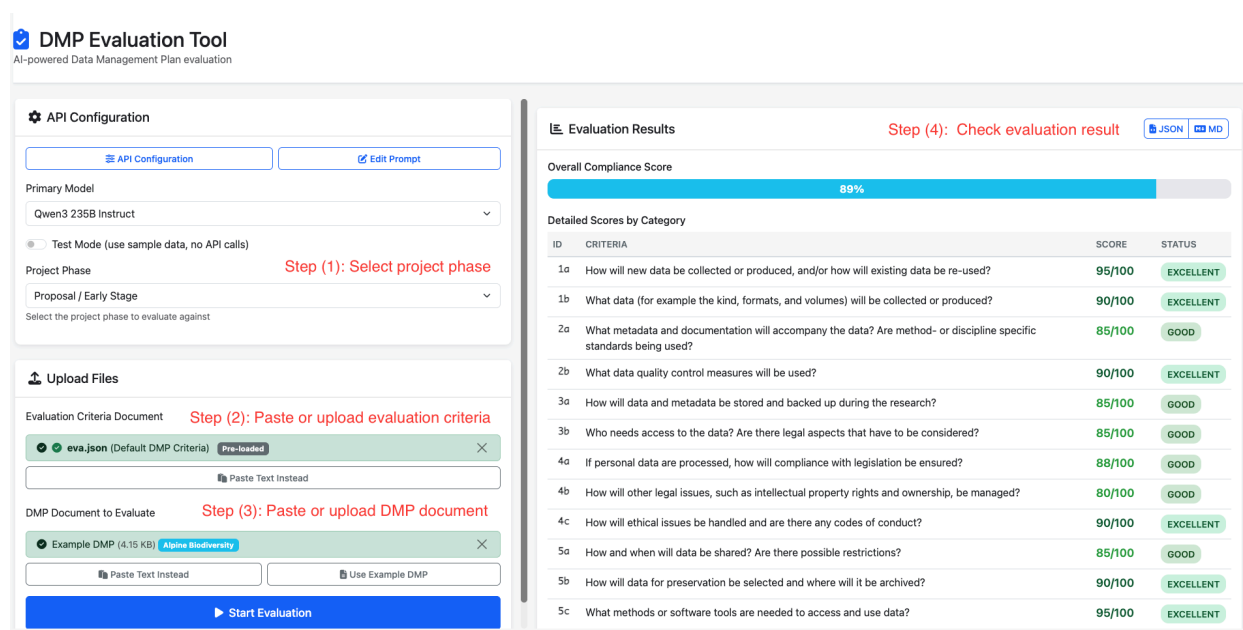 DMP Evaluation Tool
AI-powered Data Management Plan evaluation
API Configuration
API Configuration
Edit Prompt
Primary Model
Qwen3 235B Instruct
Test Mode (use sample data, no API calls)
Project Phase
Step (1): Select project phase
Proposal / Early Stage
Select the project phase to evaluate against
Upload Files
Evaluation Criteria Document
Step (2): Paste or upload evaluation criteria
eva.json (Default DMP Criteria) Pre-loaded
Paste Text Instead
DMP Document to Evaluate
Step (3): Paste or upload DMP document
Example DMP (4.15 KB) Alpine Biodiversity
Paste Text Instead
Use Example DMP
Start Evaluation
Evaluation Results
Step (4): Check evaluation result
JSON
MD
Overall Compliance Score
89%
Detailed Scores by Category
ID CRITERIA SCORE STATUS
1a How will new data be collected or produced, and/or how will existing data be re-used? 95/100 EXCELLENT
1b What data (for example the kind, formats, and volumes) will be collected or produced? 90/100 EXCELLENT
2a What metadata and documentation will accompany the data? Are method- or discipline specific 85/100 GOOD
standards being used?
2b What data quality control measures will be used? 90/100 EXCELLENT
3a How will data and metadata be stored and backed up during the research? 85/100 GOOD
3b Who needs access to the data? Are there legal aspects that have to be considered? 85/100 GOOD
4a If personal data are processed, how will compliance with legislation be ensured? 88/100 GOOD
4b How will other legal issues, such as intellectual property rights and ownership, be managed? 80/100 GOOD
4c How will ethical issues be handled and are there any codes of conduct? 90/100 EXCELLENT
5a How and when will data be shared? Are there possible restrictions? 85/100 GOOD
5b How will data for preservation be selected and where will it be archived? 90/100 EXCELLENT
5c What methods or software tools are needed to access and use data? 95/100 EXCELLENT